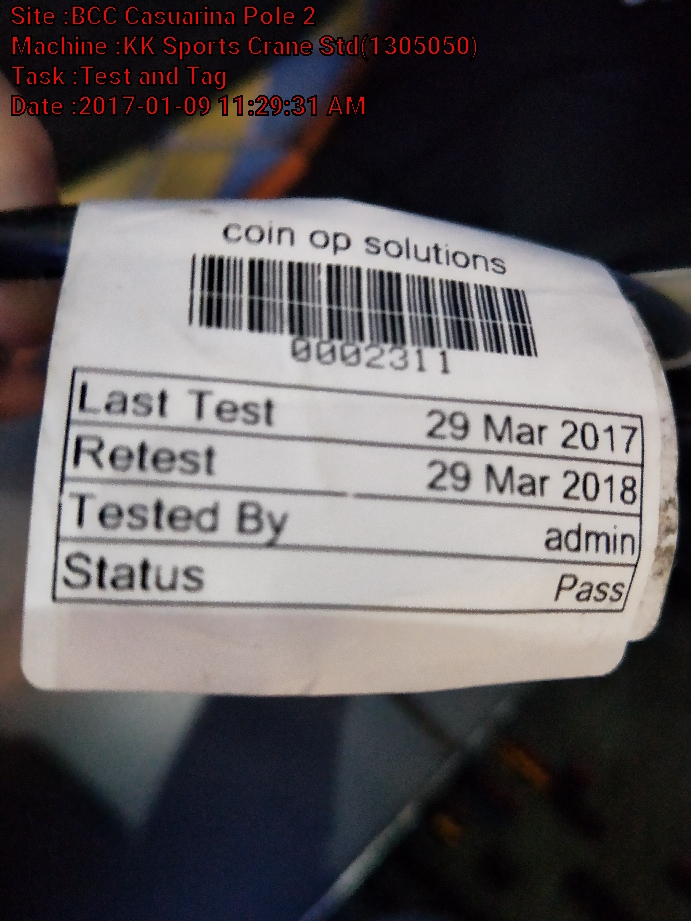 Site :BCC Casuarina Pole 2
Machine :KK Sports Crane Std(1305050)
Task :Test and Tag
Date :2017-01-09 11:29:31 AM
coin op solutions
0002311
Last Test 29 Mar 2017
Retest 29 Mar 2018
Tested By admin
Status Pass